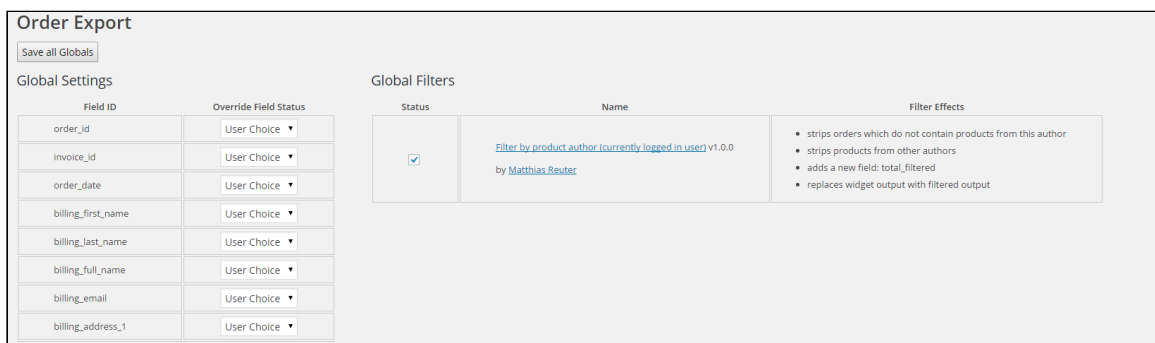 Order Export
Save all Globals
Global Settings
Field ID Override Field Status
order_id User Choice
invoice_id User Choice
order_date User Choice
billing_first_name User Choice
billing_last_name User Choice
billing_full_name User Choice
billing_email User Choice
billing_address_1 User Choice
Global Filters
Status Name Filter Effects
Filter by product author (currently logged in user) v1.0.0
by Matthias Reuter
strips orders which do not contain products from this author
strips products from other authors
adds a new field: total_filtered
replaces widget output with filtered output